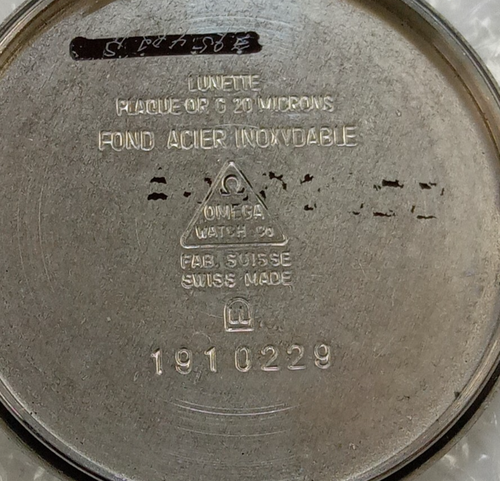 LUNETTE
PLAQUE OR G 20 MICRONS
FOND ACIER INOXYDABLE
Ω
OMEGA
WATCH Co
FAB. SUISSE
SWISS MADE
B
1910229